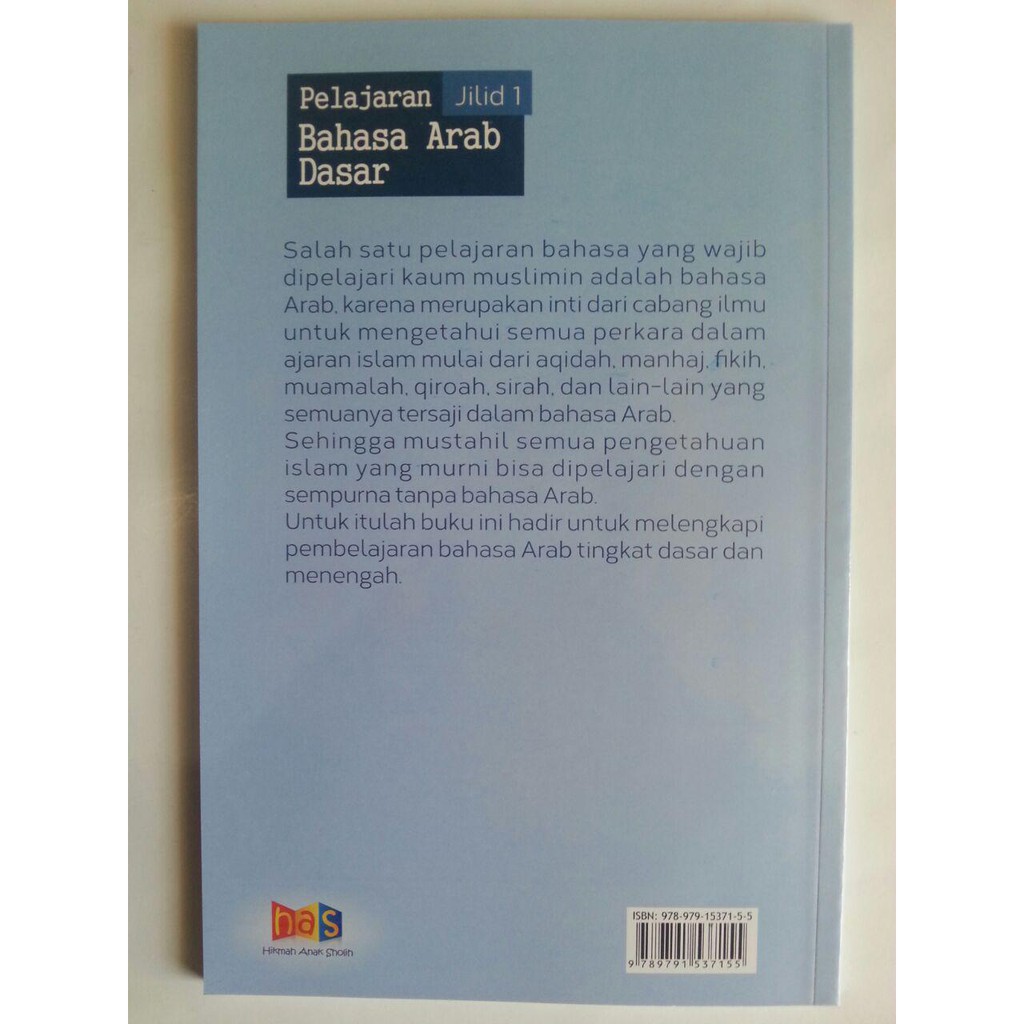 Pelajaran Jilid 1
Bahasa Arab
Dasar
Salah satu pelajaran bahasa yang wajib
dipelajari kaum muslimin adalah bahasa
Arab, karena merupakan inti dari cabang ilmu
untuk mengetahui semua perkara dalam
ajaran islam mulai dari aqidah, manhaj, fikih,
muamalah, qiroah, sirah, dan lain-lain yang
semuanya tersaji dalam bahasa Arab.
Sehingga mustahil semua pengetahuan
islam yang murni bisa dipelajari dengan
sempurna tanpa bahasa Arab.
Untuk itulah buku ini hadir untuk melengkapi
pembelajaran bahasa Arab tingkat dasar dan
menengah.
has
Hikmah Anak Sholih
ISBN: 978-979-15371-5-5
9 789791 537155